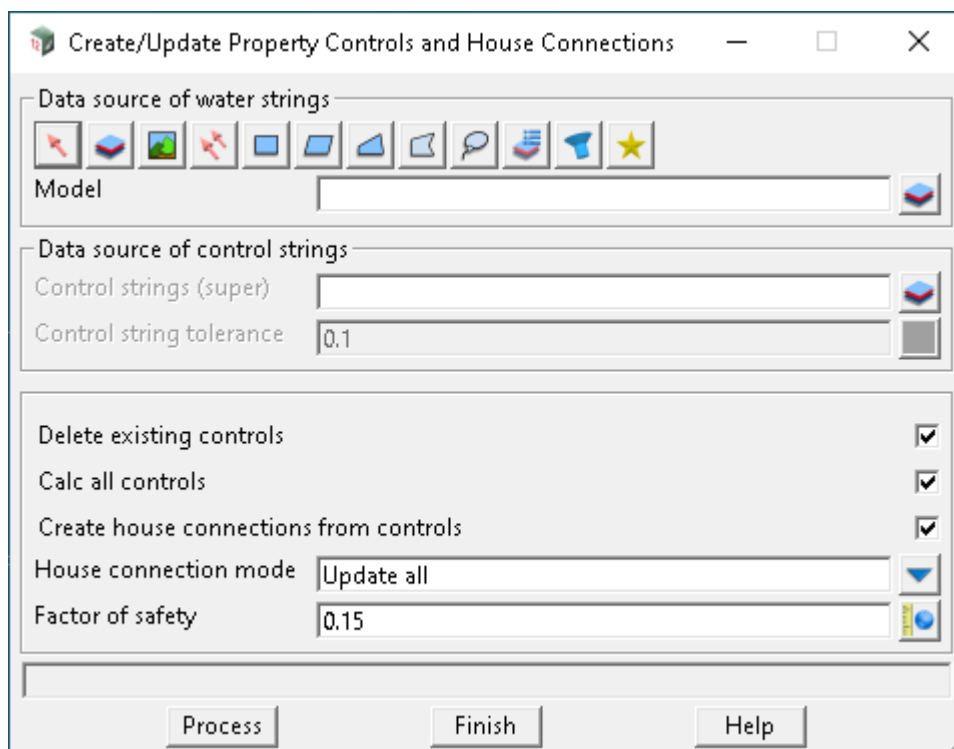 Create/Update Property Controls and House Connections
Data source of water strings
Model
Data source of control strings
Control strings (super)
Control string tolerance 0.1
Delete existing controls
Calc all controls
Create house connections from controls
House connection mode Update all
Factor of safety 0.15
Process Finish Help